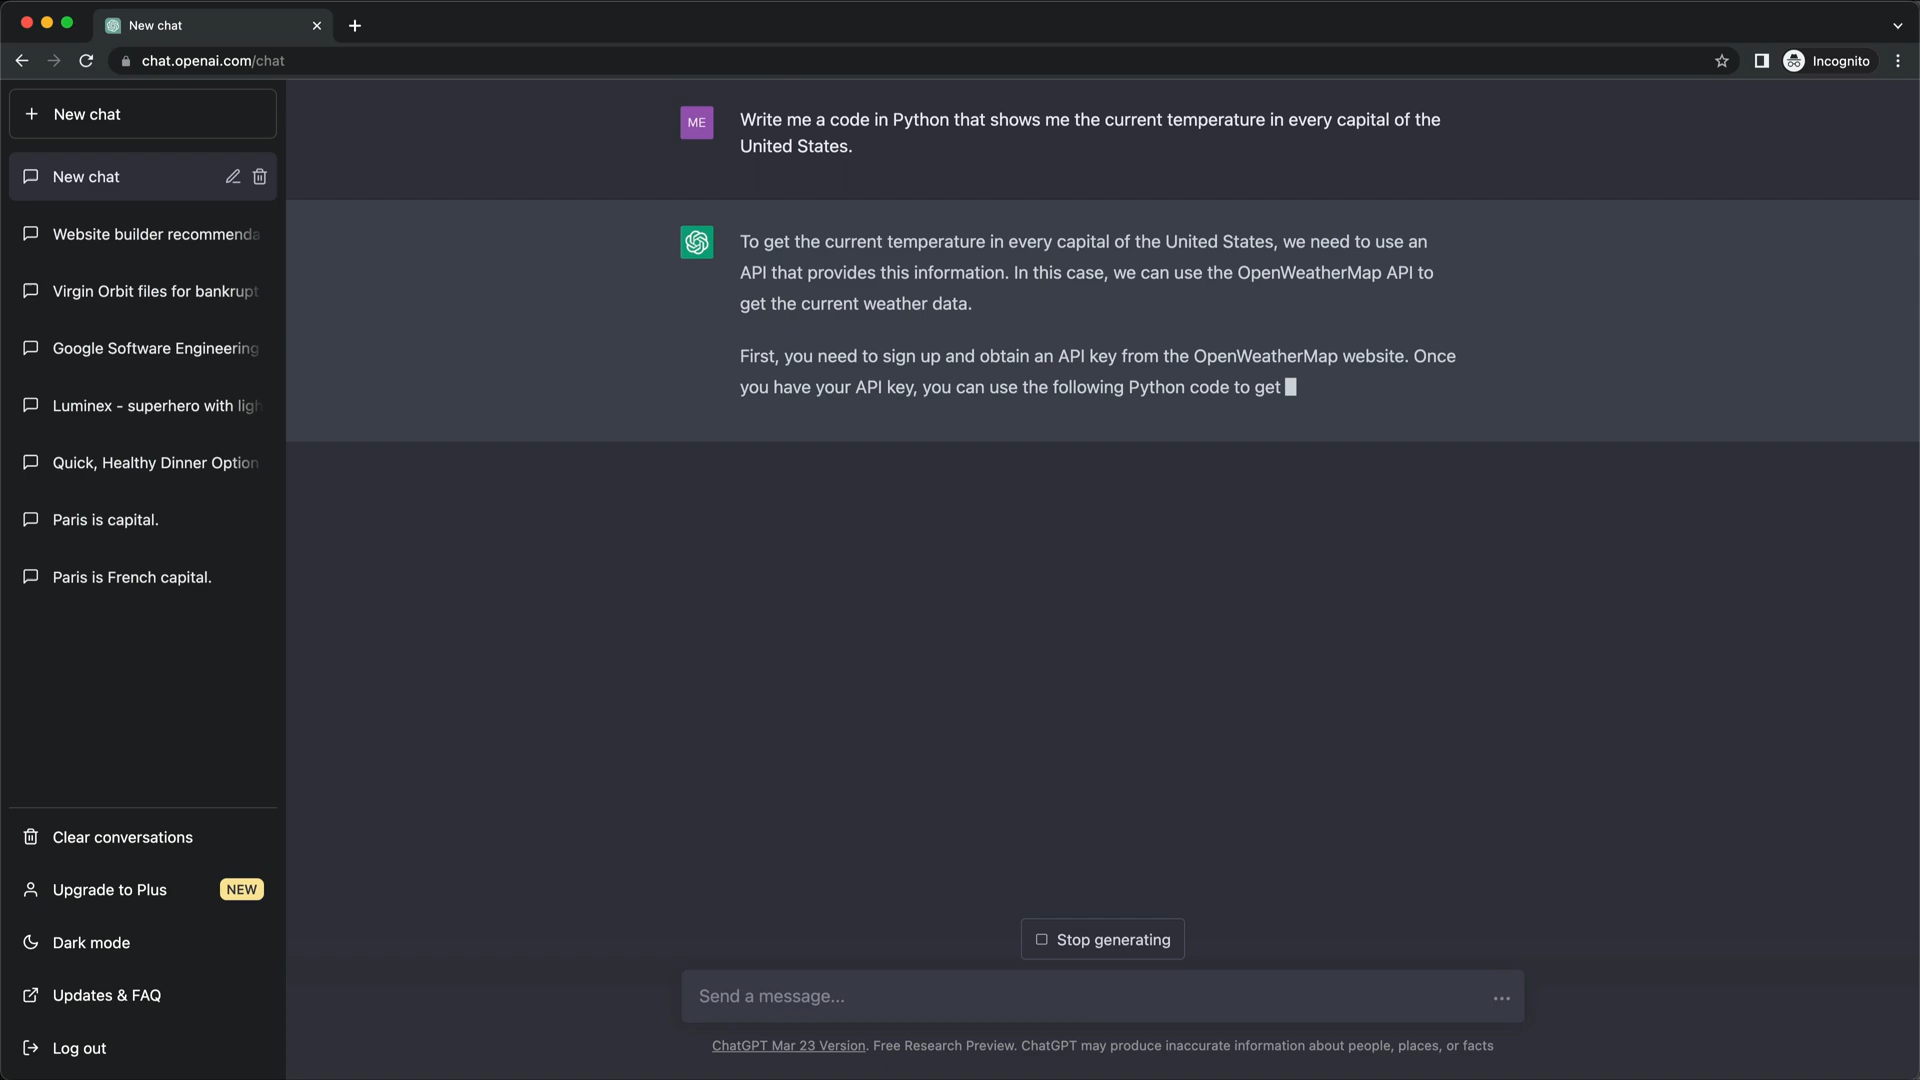 New chat
chat.openai.com/chat
Incognito
New chat
New chat
Website builder recommenda
Virgin Orbit files for bankrupt
Google Software Engineering
Luminex - superhero with ligh
Quick, Healthy Dinner Option
Paris is capital.
Paris is French capital.
Clear conversations
Upgrade to Plus NEW
Dark mode
Updates & FAQ
Log out
ME
Write me a code in Python that shows me the current temperature in every capital of the
United States.
To get the current temperature in every capital of the United States, we need to use an
API that provides this information. In this case, we can use the OpenWeatherMap API to
get the current weather data.
First, you need to sign up and obtain an API key from the OpenWeatherMap website. Once
you have your API key, you can use the following Python code to get
Stop generating
Send a message...
ChatGPT Mar 23 Version. Free Research Preview. ChatGPT may produce inaccurate information about people, places, or facts